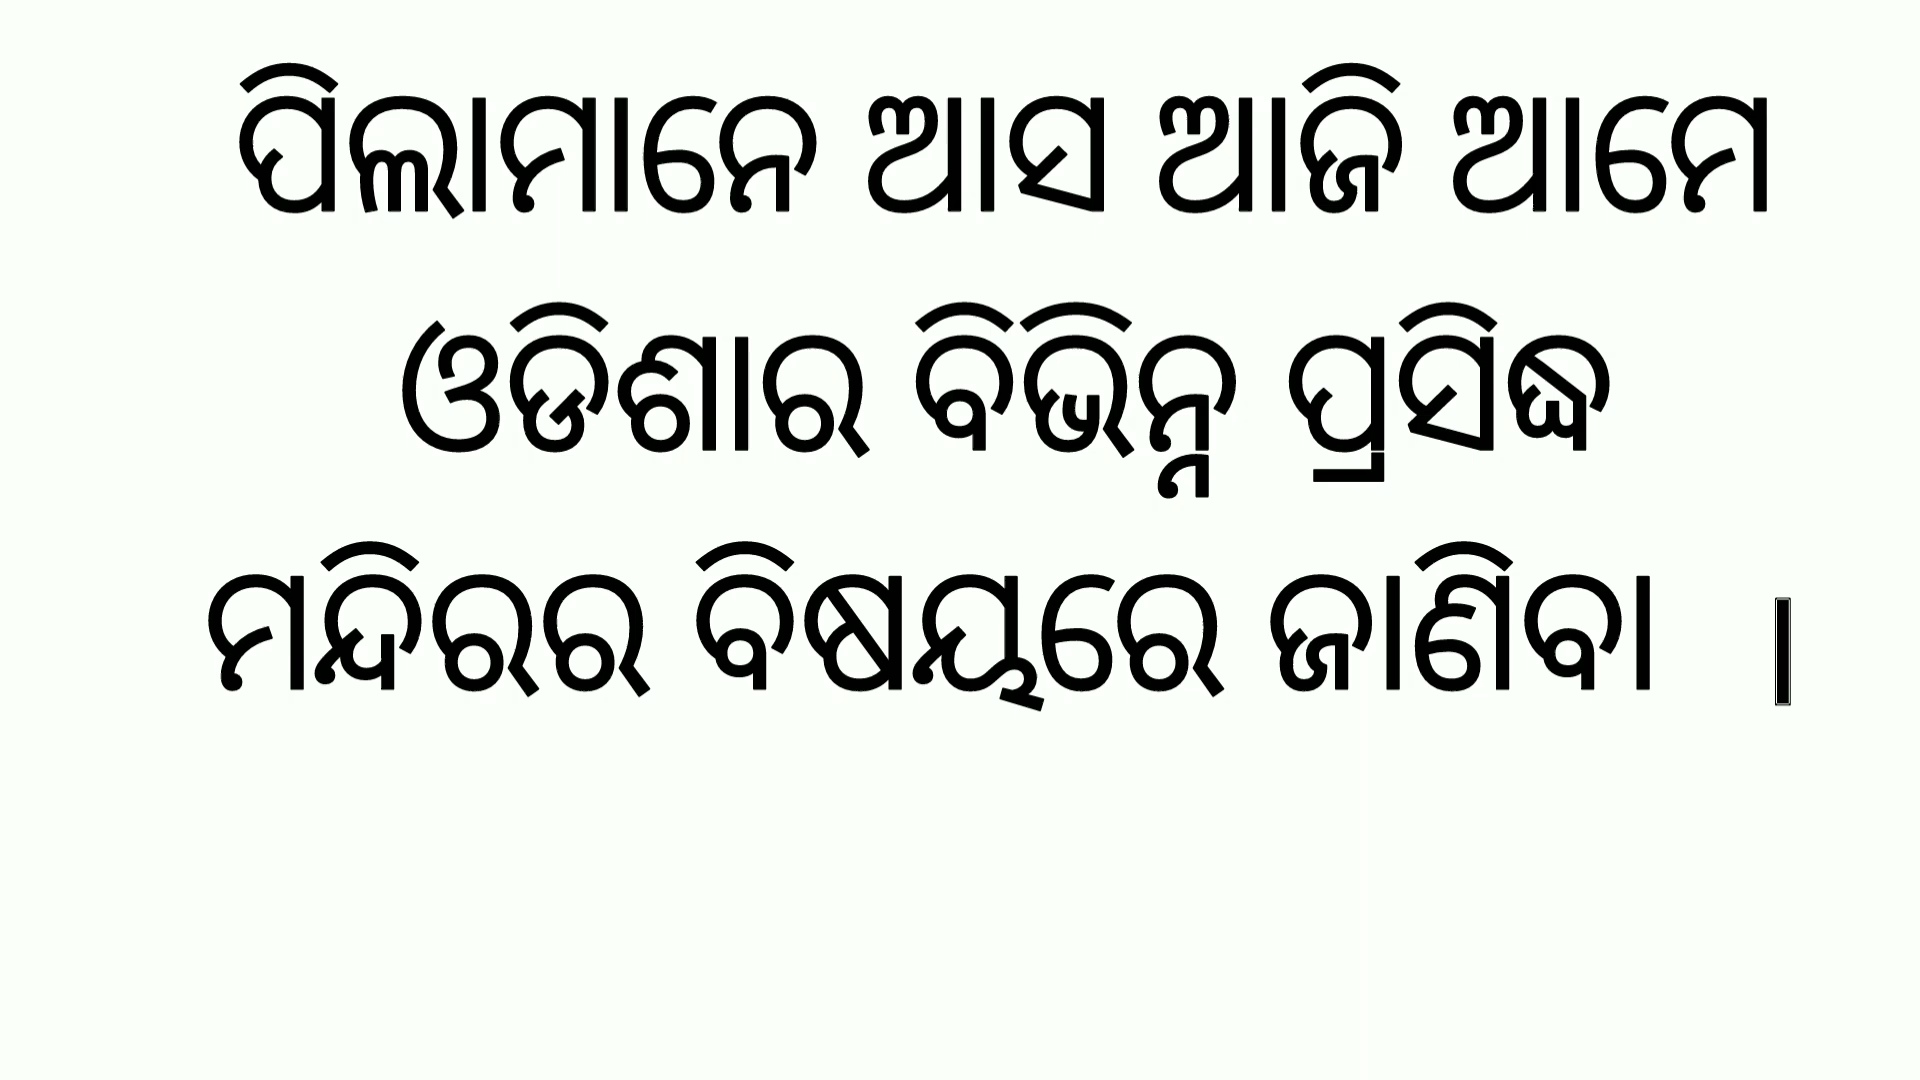 ପିଲାମାନେ ଆସ ଆଜି ଆମେ
ଓଡିଶାର ବିଭିନ୍ନ ପ୍ରସିଦ୍ଧ
ମନ୍ଦିରର ବିଷୟରେ ଜାଣିବା |